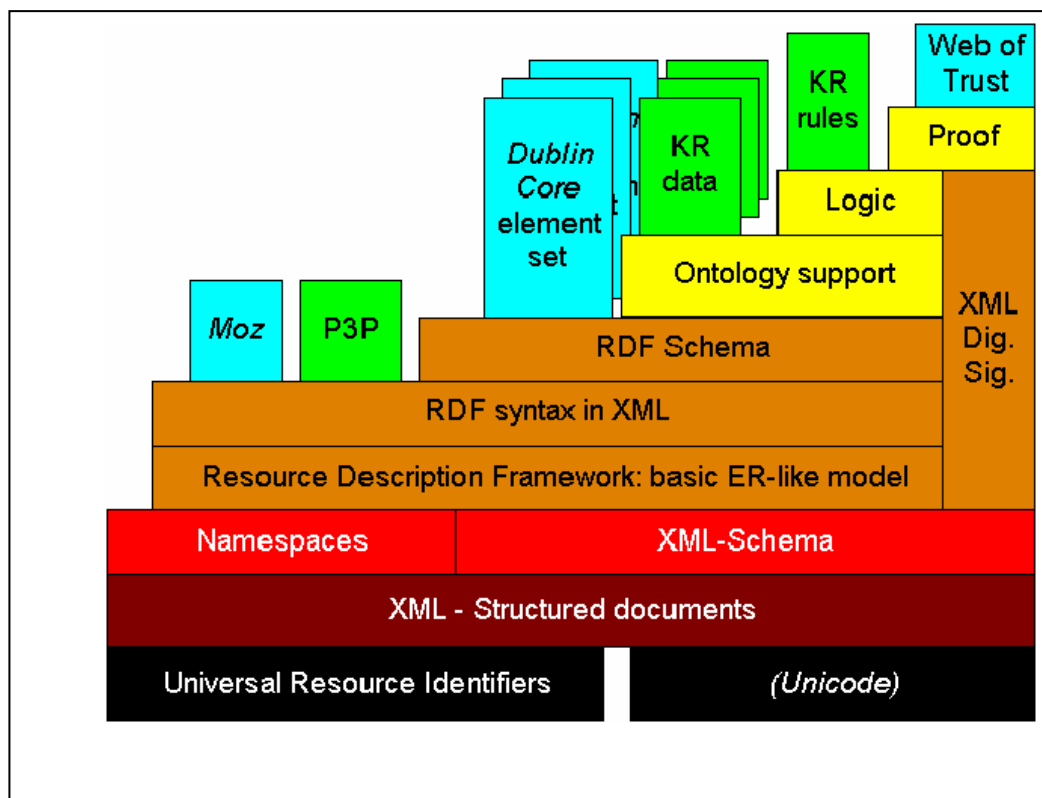 Web of
Trust
KR
rules
Proof
Dublin
Core
element
set
KR
data
Logic
Ontology support
Moz
P3P
RDF Schema
XML
Dig.
Sig.
RDF syntax in XML
Resource Description Framework: basic ER-like model
Namespaces
XML-Schema
XML - Structured documents
Universal Resource Identifiers
(Unicode)